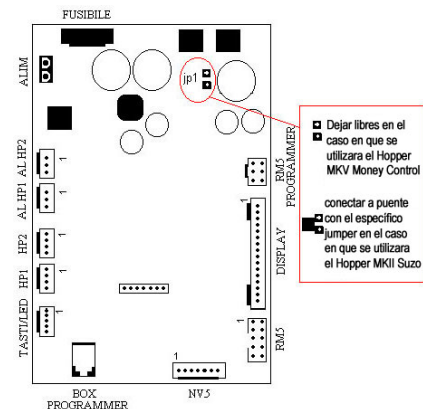 FUSIBILE
ALIM
jp1
AL HP2
1
AL HP1
1
HP2
1
HP1
1
TASTI/LED
1
RM5
PROGRAMMER
1
DISPLAY
1
RM5
BOX
PROGRAMMER
1
NV5
Dejar libres en el
caso en que se
utilizara el Hopper
MKV Money Control
conectar a puente
con el específico
jumper en el caso
en que se utilizara
el Hopper MKII Suzo